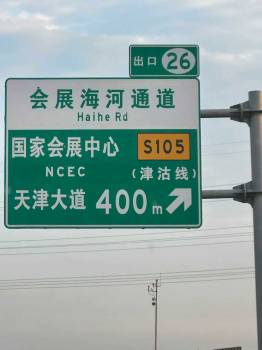 出口 26
会展海河通道
Haihe Rd
国家会展中心 S105
NCEC (津沽线)
天津大道 400m